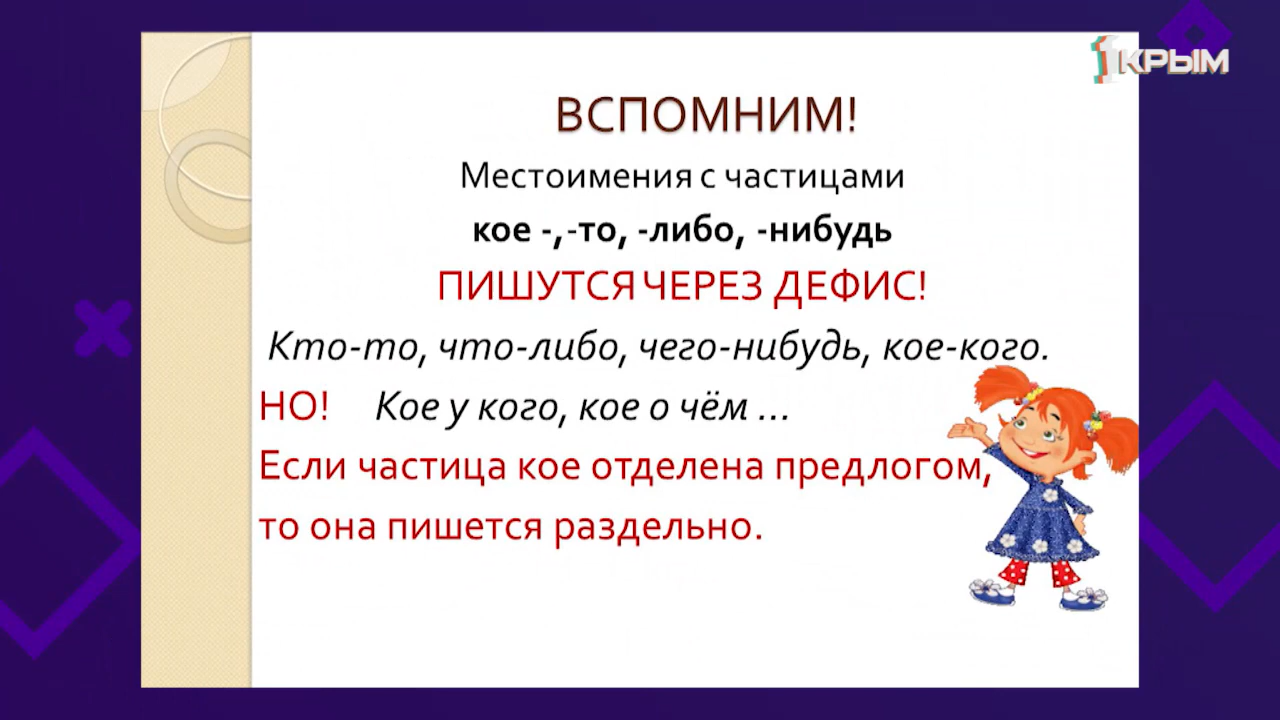 1КРЫМ
ВСПОМНИМ!
Местоимения с частицами
кое -,-то, -либо, -нибудь
ПИШУТСЯ ЧЕРЕЗ ДЕФИС!
Кто-то, что-либо, чего-нибудь, кое-кого.
НО! Кое у кого, кое о чём ...
Если частица кое отделена предлогом,
то она пишется раздельно.